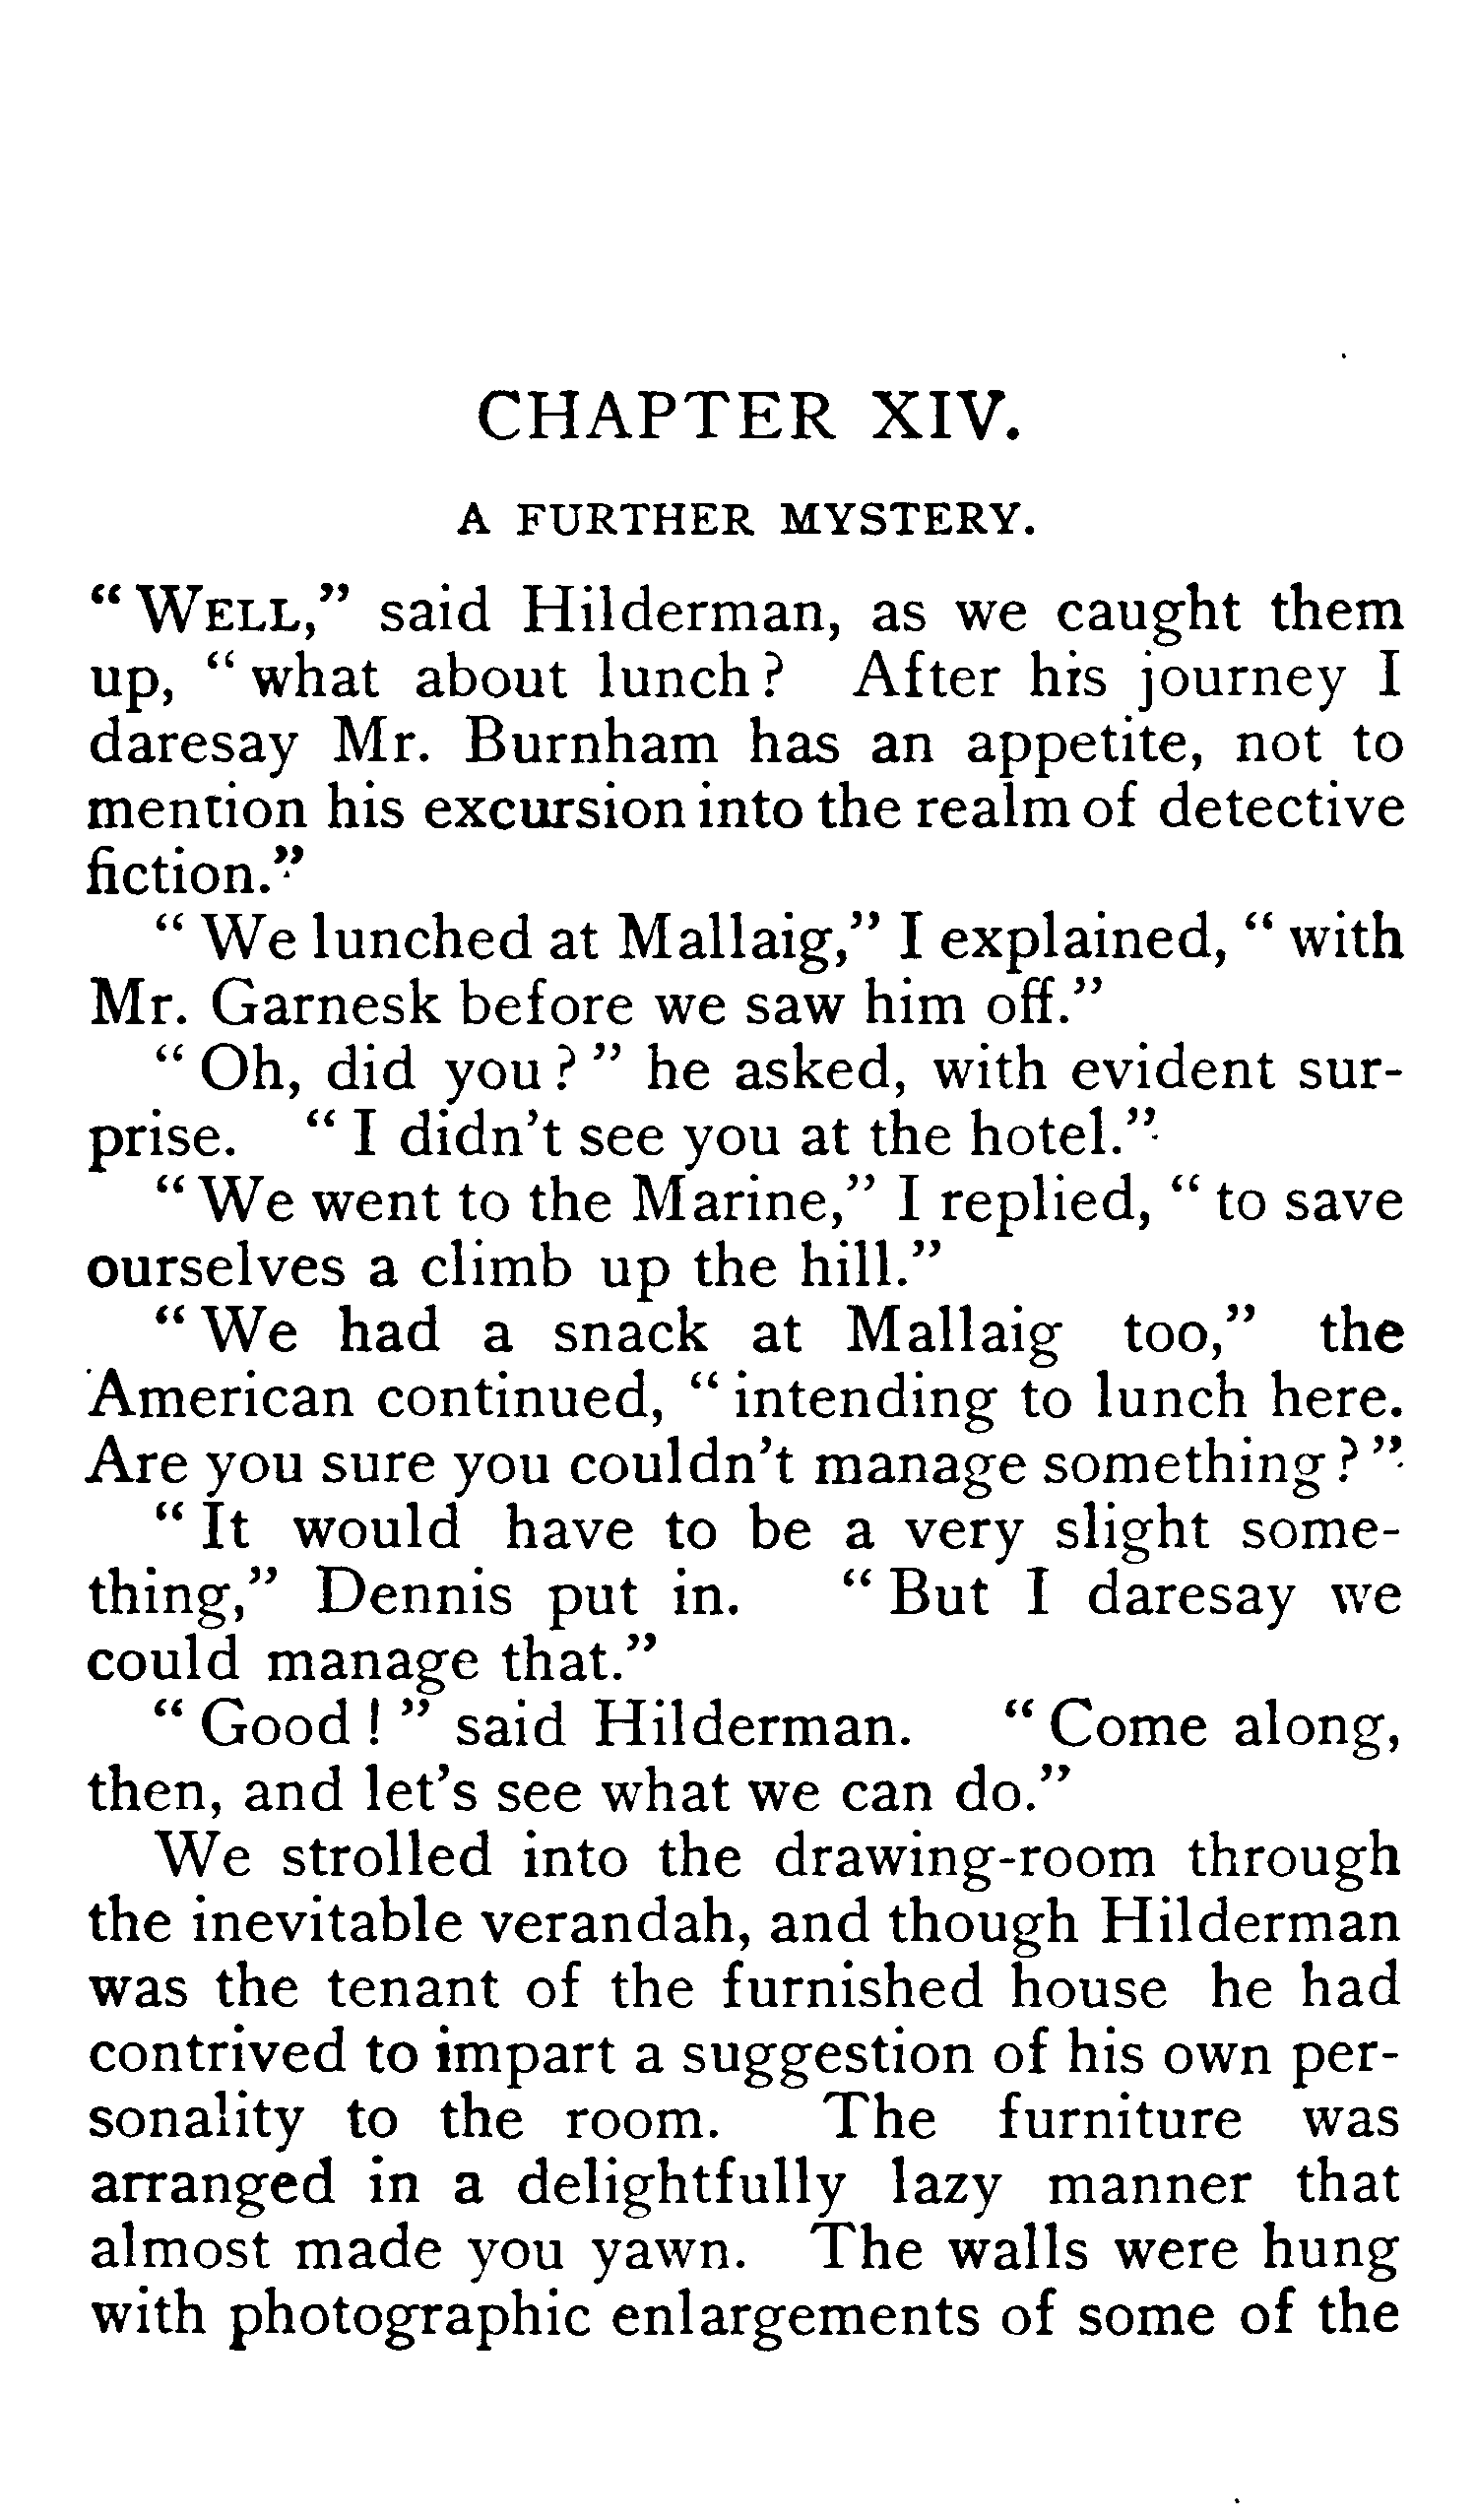 CHAPTER XIV.
A FURTHER MYSTERY.
“WELL,” said Hilderman, as we caught them
up, “what about lunch? After his journey I
daresay Mr. Burnham has an appetite, not to
mention his excursion into the realm of detective
fiction.”
“We lunched at Mallaig,” I explained, “with
Mr. Garnesk before we saw him off.”
“Oh, did you?” he asked, with evident sur-
prise. “I didn't see you at the hotel.”
“We went to the Marine,” I replied, “to save
ourselves a climb up the hill.”
“We had a snack at Mallaig too,” the
American continued, “intending to lunch here.
Are you sure you couldn't manage something?”
“It would have to be a very slight some-
thing,” Dennis put in. “But I daresay we
could manage that.”
“Good!” said Hilderman. “Come along,
then, and let's see what we can do.”
We strolled into the drawing-room through
the inevitable verandah, and though Hilderman
was the tenant of the furnished house he had
contrived to impart a suggestion of his own per-
sonality to the room. The furniture was
arranged in a delightfully lazy manner that
almost made you yawn. The walls were hung
with photographic enlargements of some of the